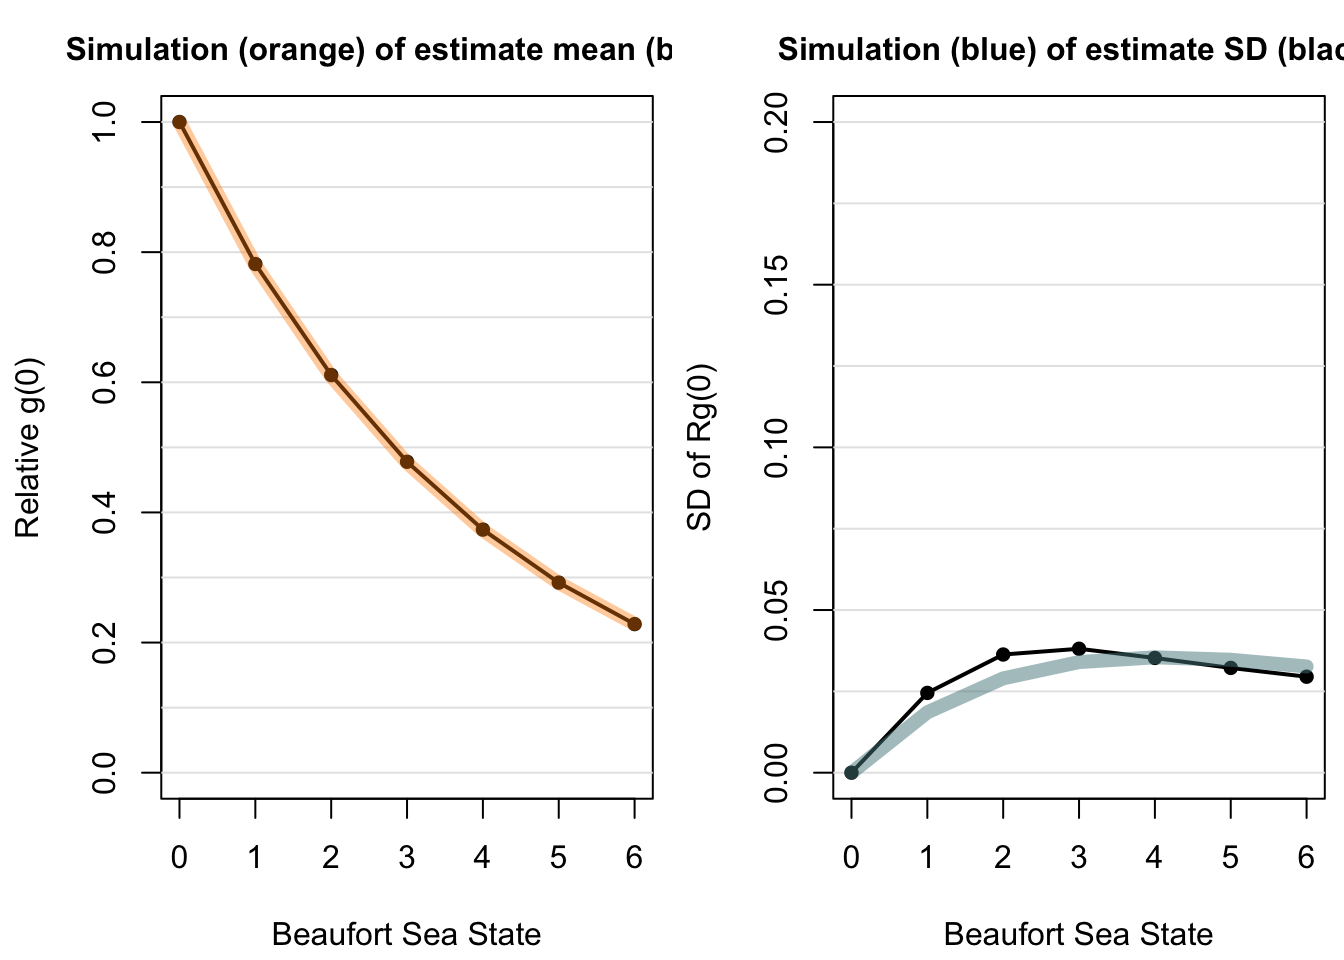 Simulation (orange) of estimate mean (b
Relative g(0)
1.0
0.8
0.6
0.4
0.2
0.0
0 1 2 3 4 5 6
Beaufort Sea State
Simulation (blue) of estimate SD (blac
SD of Rg(0)
0.20
0.15
0.10
0.05
0.00
0 1 2 3 4 5 6
Beaufort Sea State